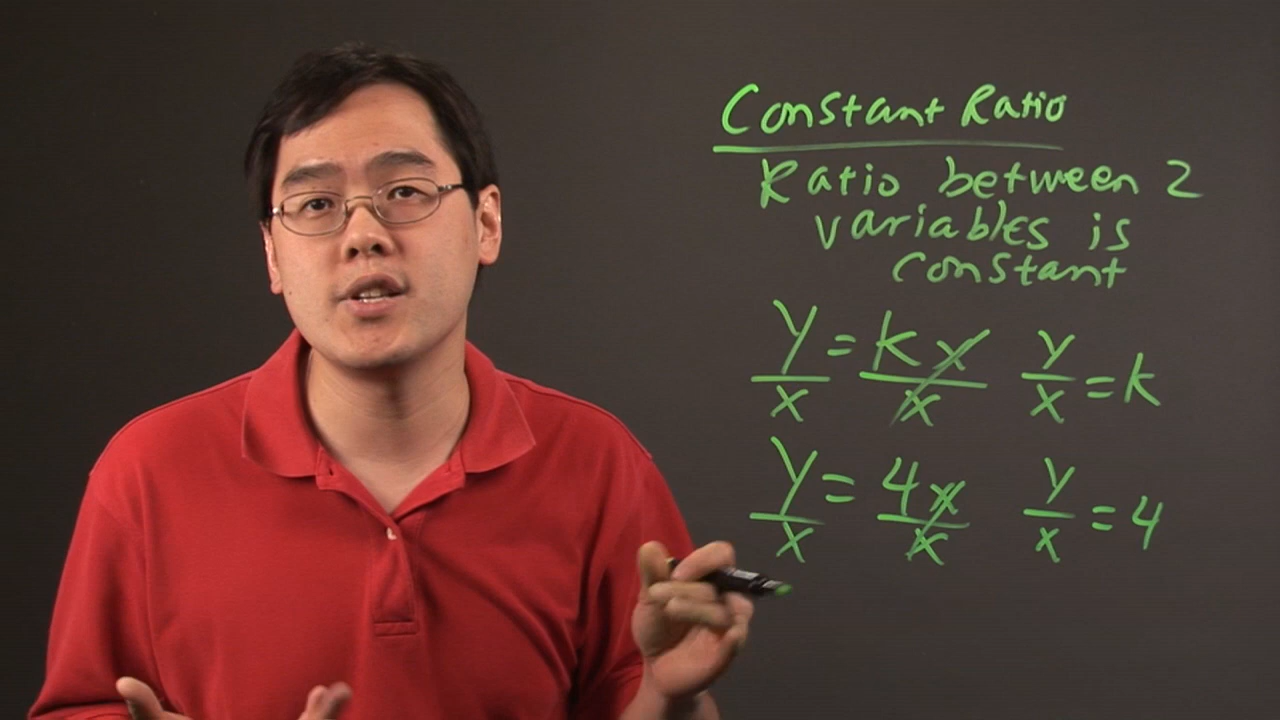 Constant Ratio
Ratio between 2
variables is
constant
y/x = kx/x y/x = k
y/x = 4x/x y/x = 4